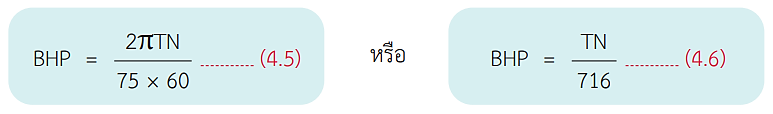 BHP = 2πTN / 75 × 60 ............ (4.5) หรือ BHP = TN / 716 ............ (4.6)